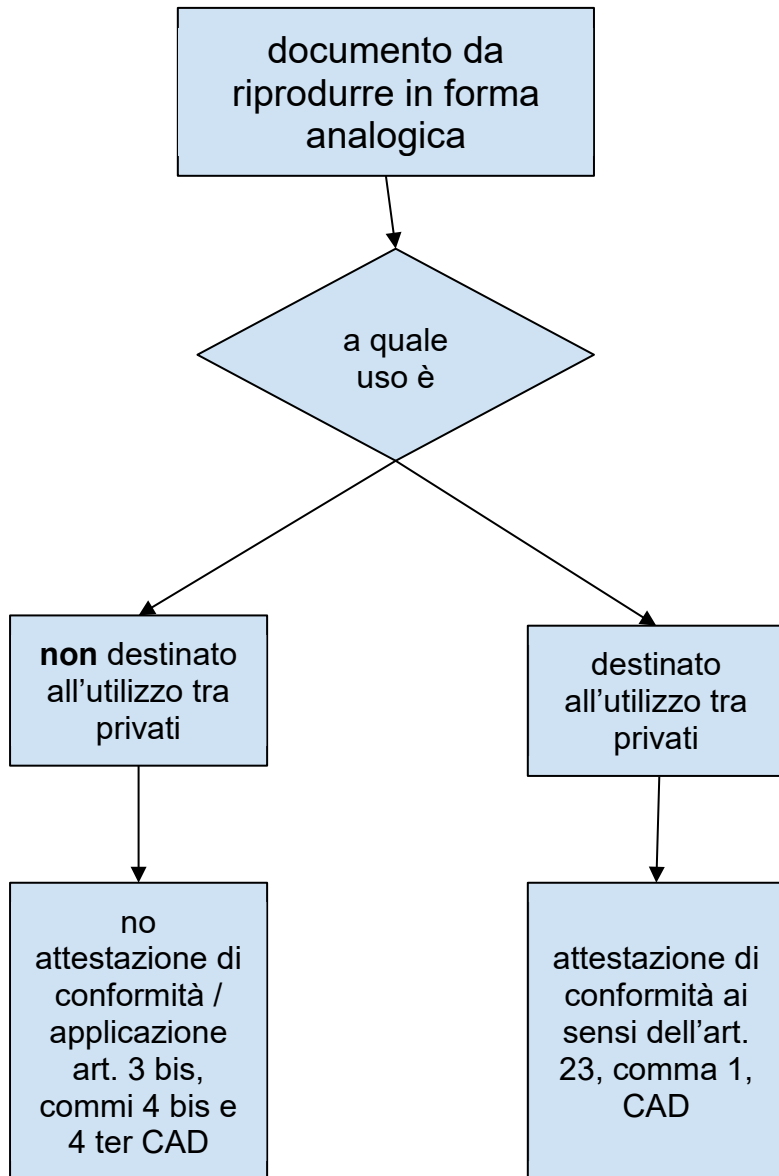 documento da
riprodurre in forma
analogica
a quale
uso è
non destinato
all'utilizzo tra
privati
destinato
all'utilizzo tra
privati
no
attestazione di
conformità /
applicazione
art. 3 bis,
commi 4 bis e
4 ter CAD
attestazione di
conformità ai
sensi dell'art.
23, comma 1,
CAD